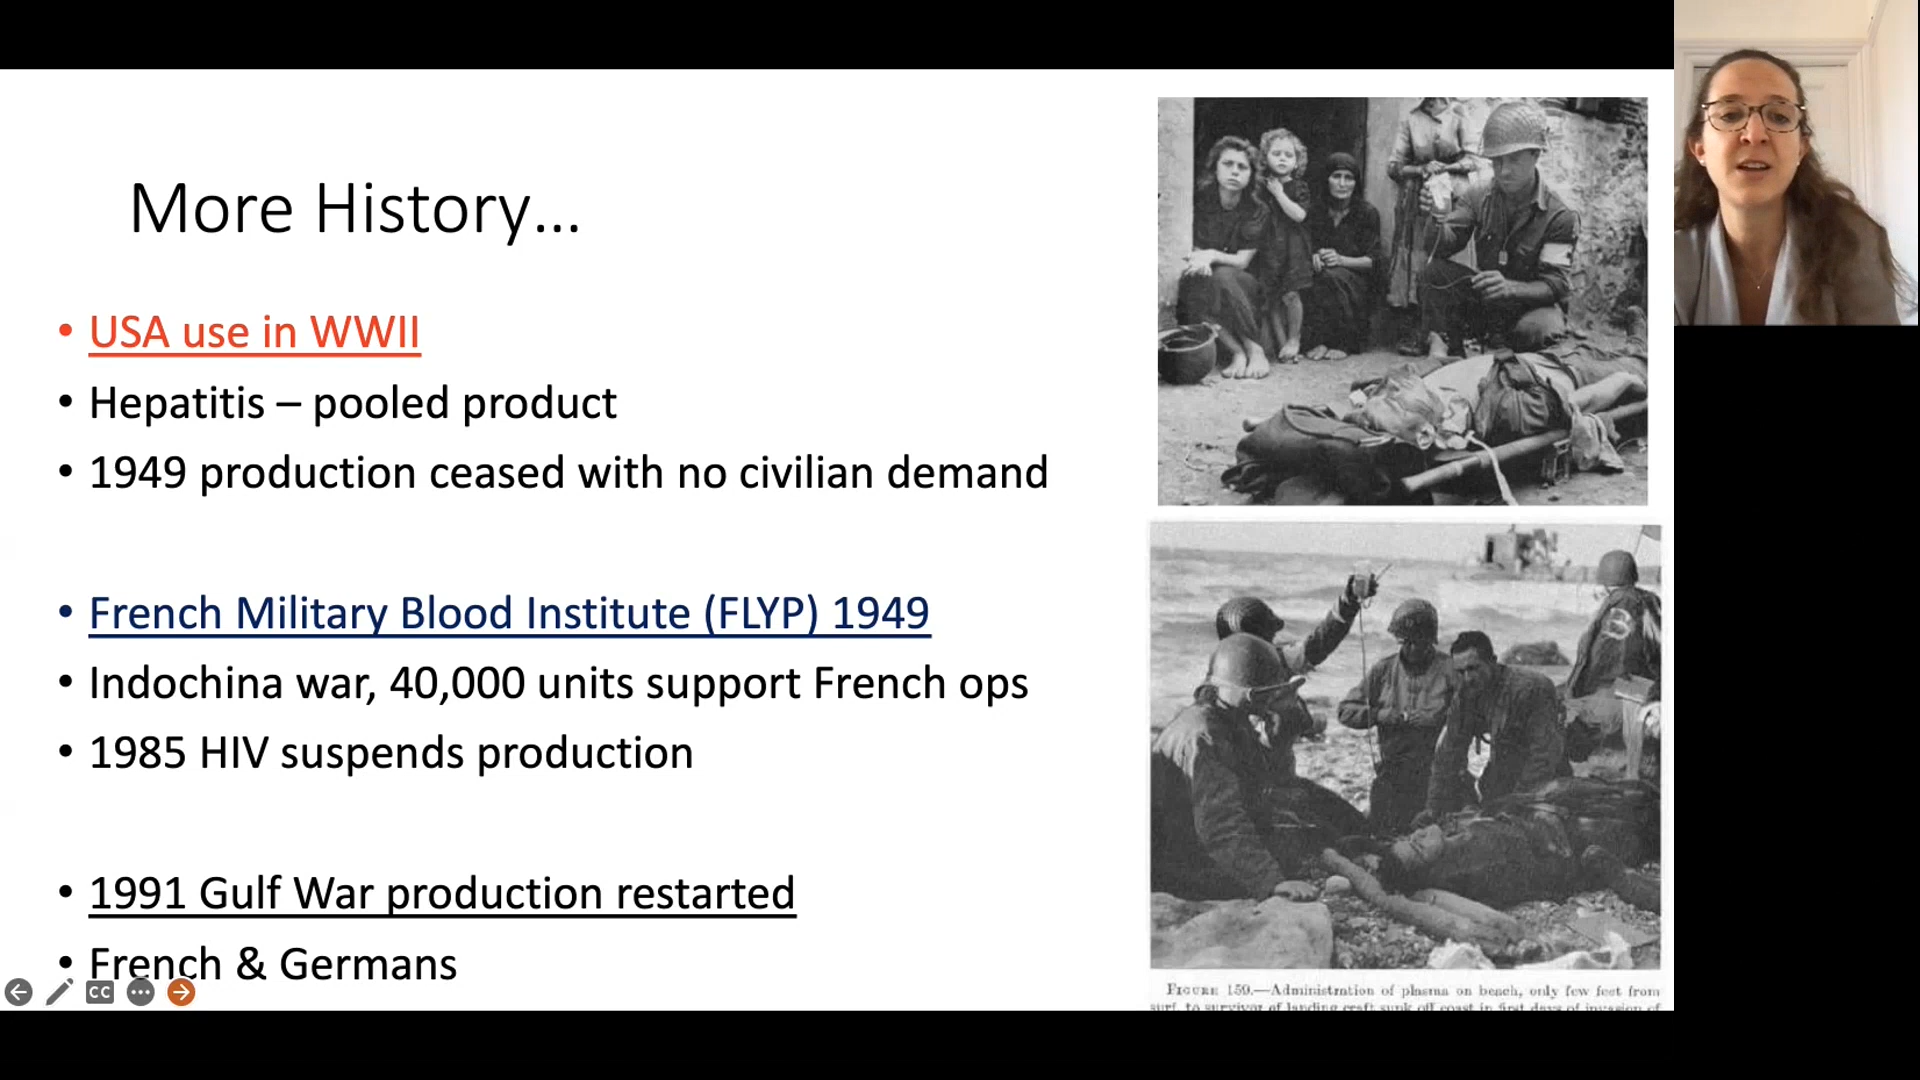 More History...
• USA use in WWII
• Hepatitis – pooled product
• 1949 production ceased with no civilian demand
• French Military Blood Institute (FLYP) 1949
• Indochina war, 40,000 units support French ops
• 1985 HIV suspends production
• 1991 Gulf War production restarted
• French & Germans
CC
FIGURE 159.—Administration of plasma on beach, only few feet from
surf, to survivor of landing craft sunk off coast in first days of invasion of